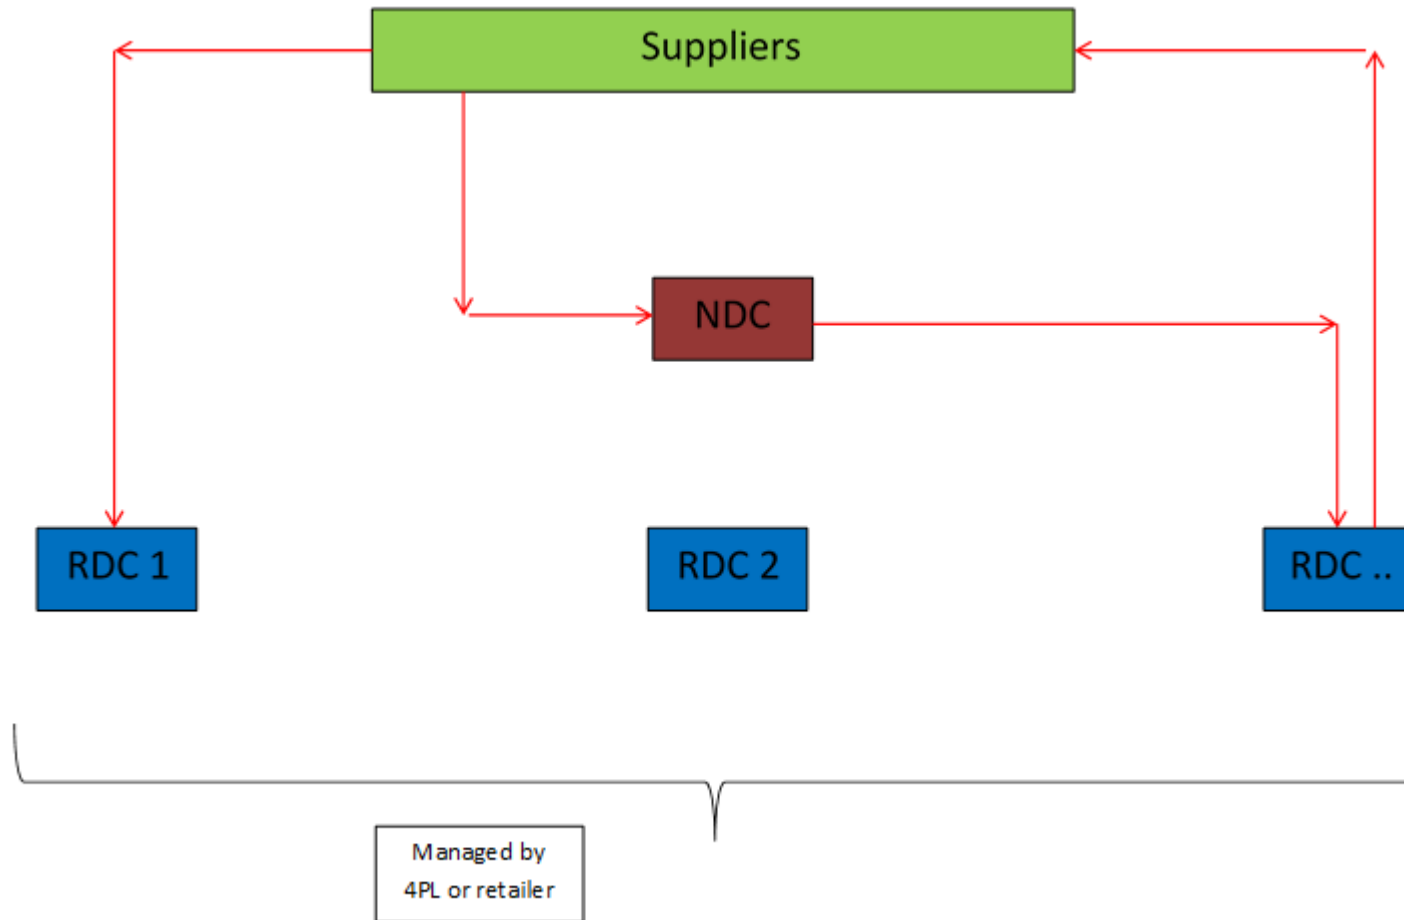 Suppliers
NDC
RDC 1
RDC 2
RDC ..
Managed by
4PL or retailer